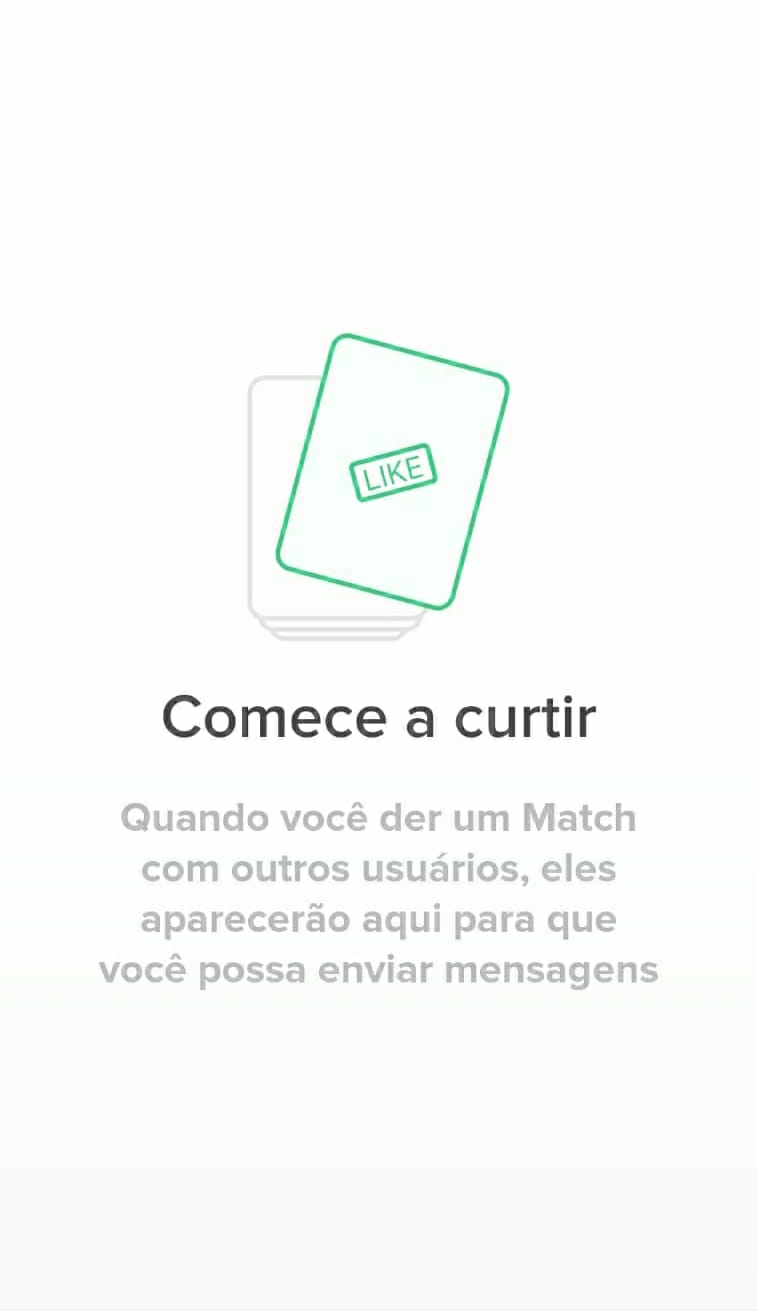 LIKE
Comece a curtir
Quando você der um Match
com outros usuários, eles
aparecerão aqui para que
você possa enviar mensagens